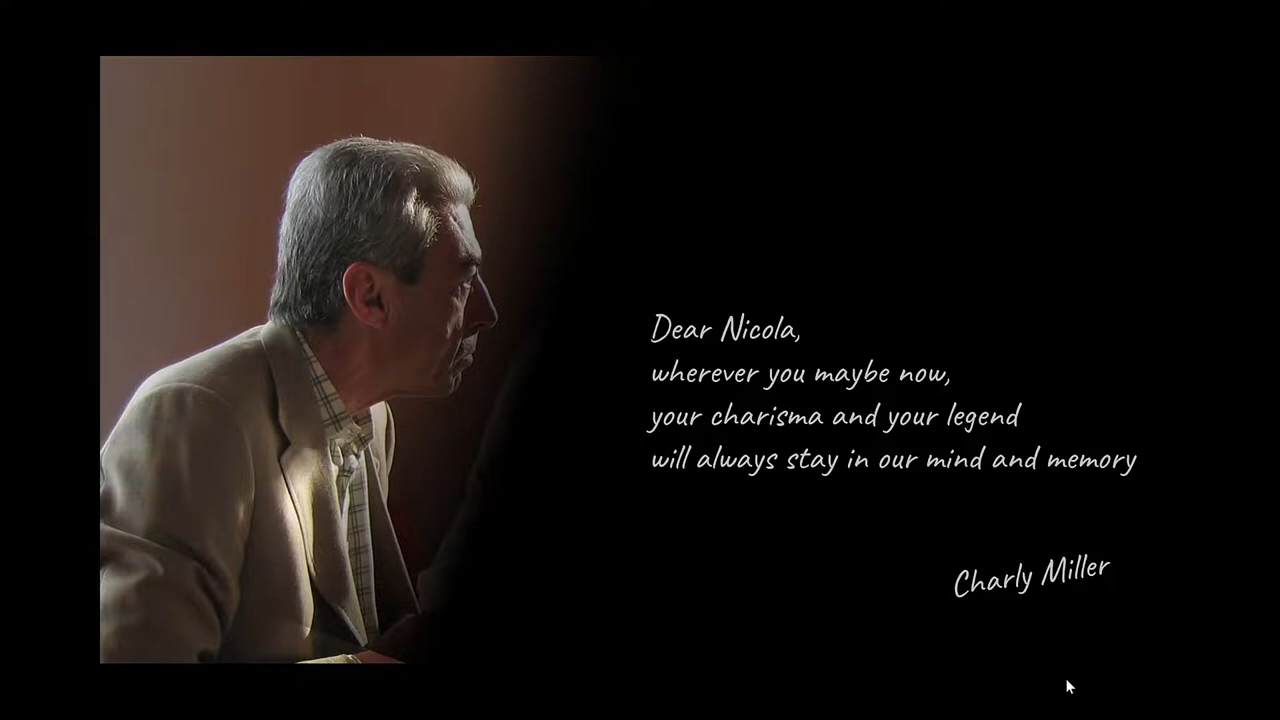 Dear Nicola,
wherever you maybe now,
your charisma and your legend
will always stay in our mind and memory
Charly Miller